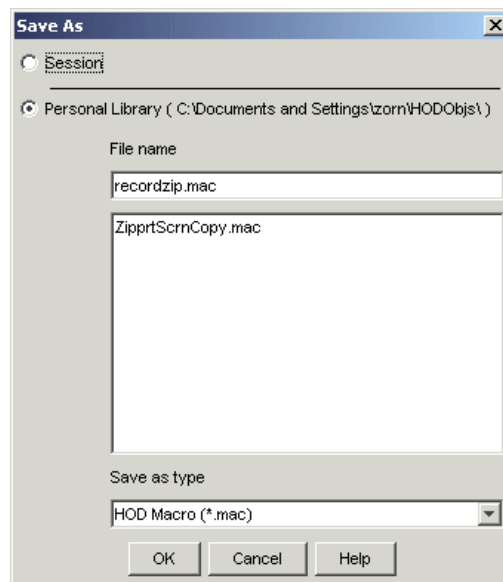 Save As
Session
Personal Library ( C:\Documents and Settings\zorn\HODObjs\ )
File name
recordzip.mac
ZipprtScrnCopy.mac
Save as type
HOD Macro (*.mac)
OK Cancel Help